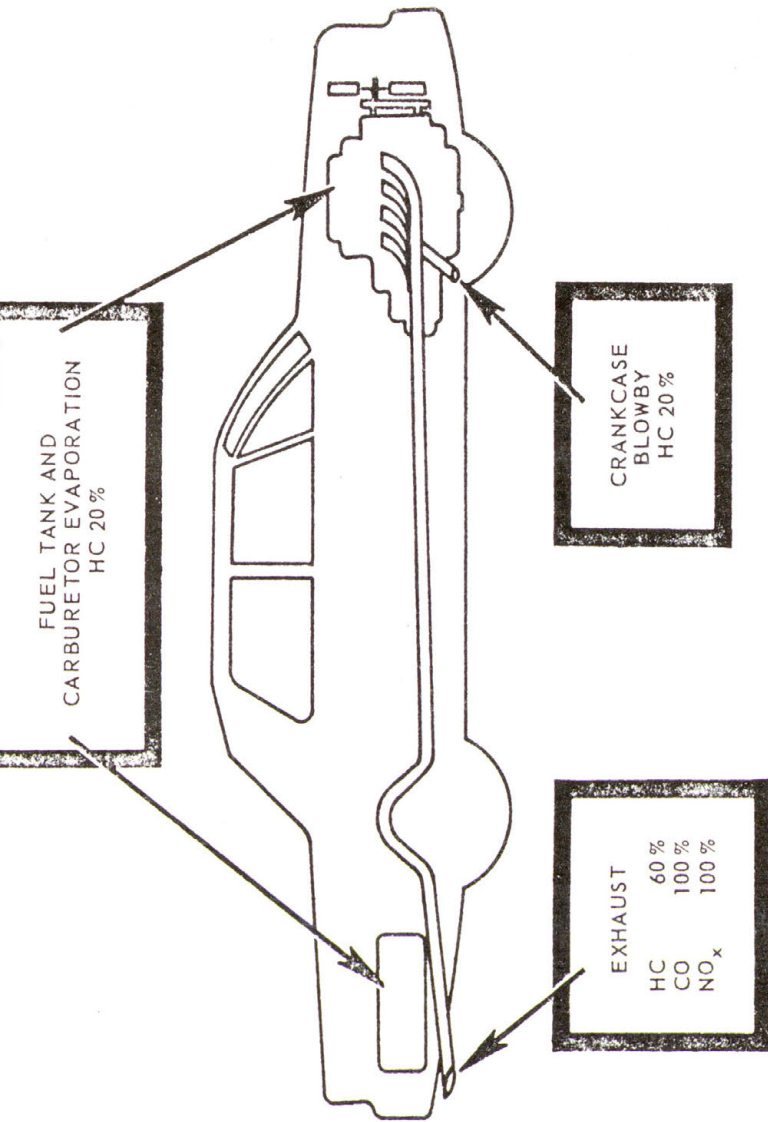 FUEL TANK AND
CARBURETOR EVAPORATION
HC 20%
CRANKCASE
BLOWBY
HC 20%
EXHAUST
HC 60%
CO 100%
NOx 100%